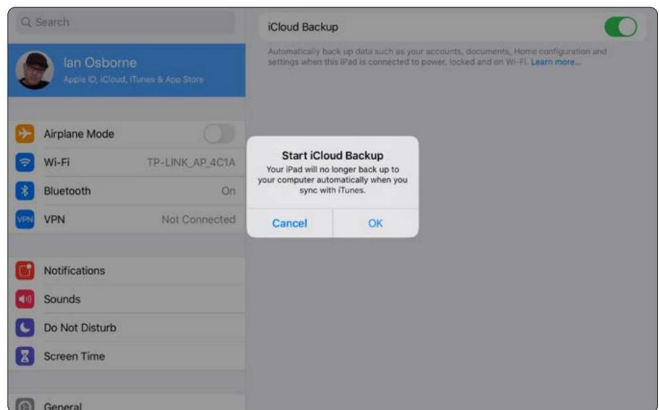 Search
Ian Osborne
Apple ID, iCloud, iTunes & App Store
Airplane Mode
Wi-Fi TP-LINK_AP_4C1A
Bluetooth On
VPN VPN Not Connected
Notifications
Sounds
Do Not Disturb
Screen Time
General
iCloud Backup
Automatically back up data such as your accounts, documents, Home configuration and
settings when this iPad is connected to power, locked and on Wi-Fi. Learn more...
Start iCloud Backup
Your iPad will no longer back up to
your computer automatically when you
sync with iTunes.
Cancel OK